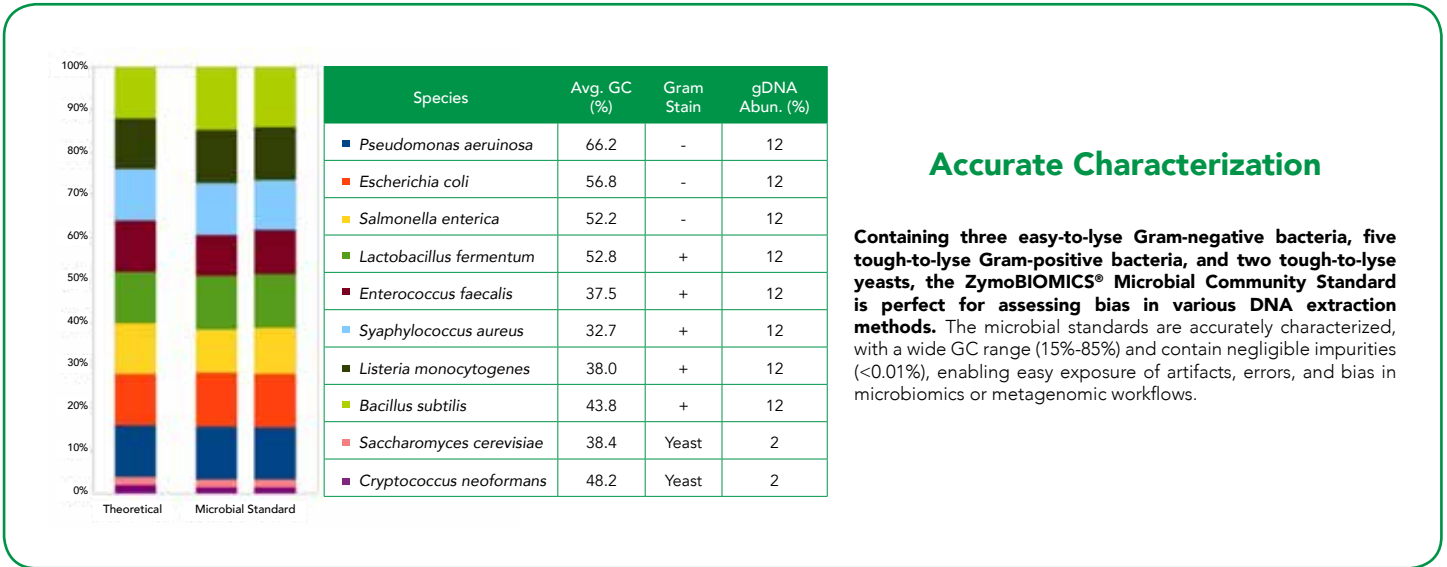 100%
90%
80%
70%
60%
50%
40%
30%
20%
10%
0%
Theoretical Microbial Standard
Species Avg. GC (%) Gram Stain gDNA Abun. (%)
Pseudomonas aeruinosa 66.2 - 12
Escherichia coli 56.8 - 12
Salmonella enterica 52.2 - 12
Lactobacillus fermentum 52.8 + 12
Enterococcus faecalis 37.5 + 12
Syaphylococcus aureus 32.7 + 12
Listeria monocytogenes 38.0 + 12
Bacillus subtilis 43.8 + 12
Saccharomyces cerevisiae 38.4 Yeast 2
Cryptococcus neoformans 48.2 Yeast 2
Accurate Characterization
Containing three easy-to-lyse Gram-negative bacteria, five
tough-to-lyse Gram-positive bacteria, and two tough-to-lyse
yeasts, the ZymoBIOMICS® Microbial Community Standard
is perfect for assessing bias in various DNA extraction
methods. The microbial standards are accurately characterized,
with a wide GC range (15%-85%) and contain negligible impurities
(<0.01%), enabling easy exposure of artifacts, errors, and bias in
microbiomics or metagenomic workflows.